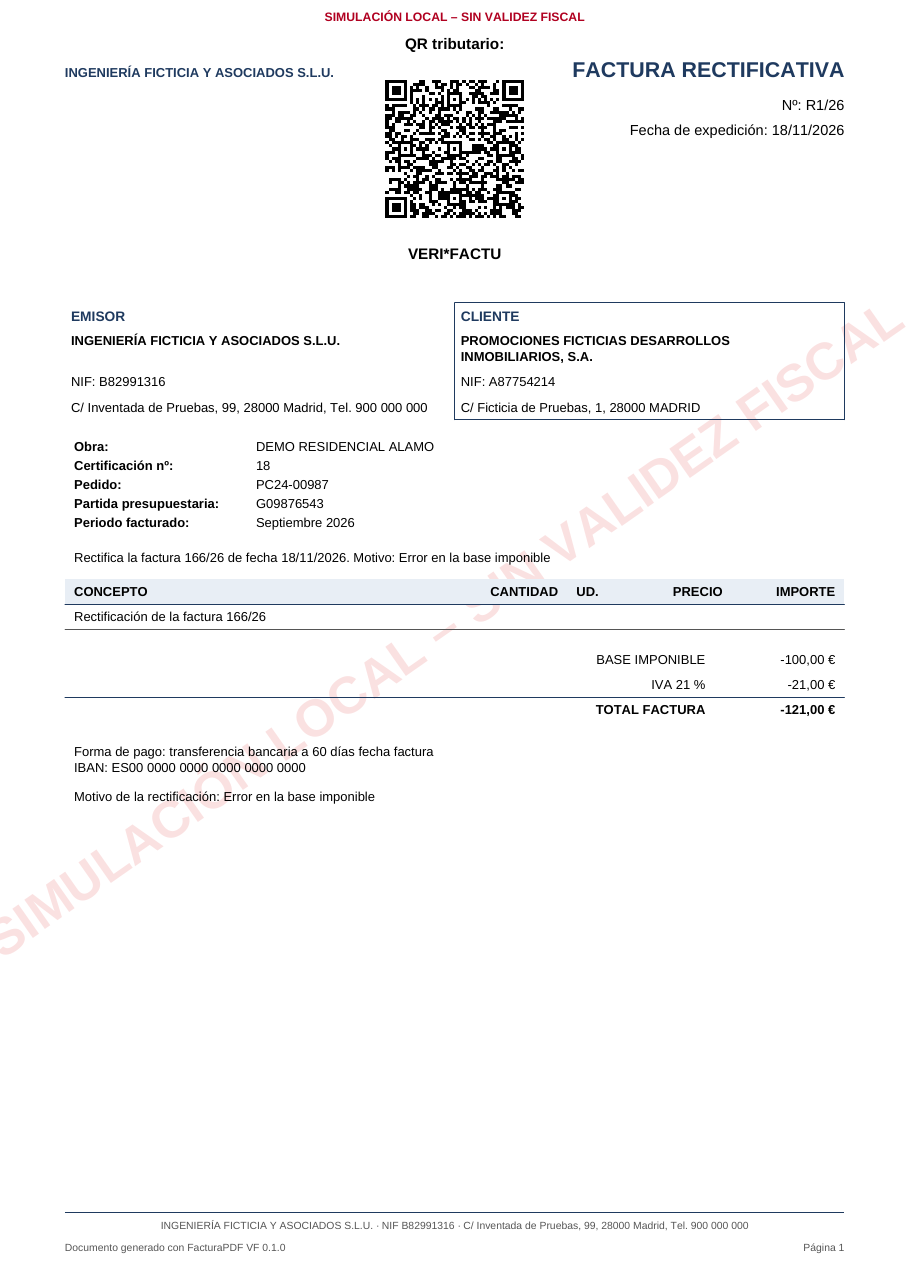 SIMULACIÓN LOCAL – SIN VALIDEZ FISCAL
QR tributario:
INGENIERÍA FICTICIA Y ASOCIADOS S.L.U.
FACTURA RECTIFICATIVA
Nº: R1/26
Fecha de expedición: 18/11/2026
VERI*FACTU
EMISOR
INGENIERÍA FICTICIA Y ASOCIADOS S.L.U.
NIF: B82991316
C/ Inventada de Pruebas, 99, 28000 Madrid, Tel. 900 000 000
CLIENTE
PROMOCIONES FICTICIAS DESARROLLOS
INMOBILIARIOS, S.A.
NIF: A87754214
C/ Ficticia de Pruebas, 1, 28000 MADRID
Obra: DEMO RESIDENCIAL ALAMO
Certificación nº: 18
Pedido: PC24-00987
Partida presupuestaria: G09876543
Periodo facturado: Septiembre 2026
Rectifica la factura 166/26 de fecha 18/11/2026. Motivo: Error en la base imponible
CONCEPTO CANTIDAD UD. PRECIO IMPORTE
Rectificación de la factura 166/26
BASE IMPONIBLE -100,00 €
IVA 21 % -21,00 €
TOTAL FACTURA -121,00 €
Forma de pago: transferencia bancaria a 60 días fecha factura
IBAN: ES00 0000 0000 0000 0000 0000
Motivo de la rectificación: Error en la base imponible
SIMULACIÓN LOCAL – SIN VALIDEZ FISCAL
INGENIERÍA FICTICIA Y ASOCIADOS S.L.U. · NIF B82991316 · C/ Inventada de Pruebas, 99, 28000 Madrid, Tel. 900 000 000
Documento generado con FacturaPDF VF 0.1.0 Página 1